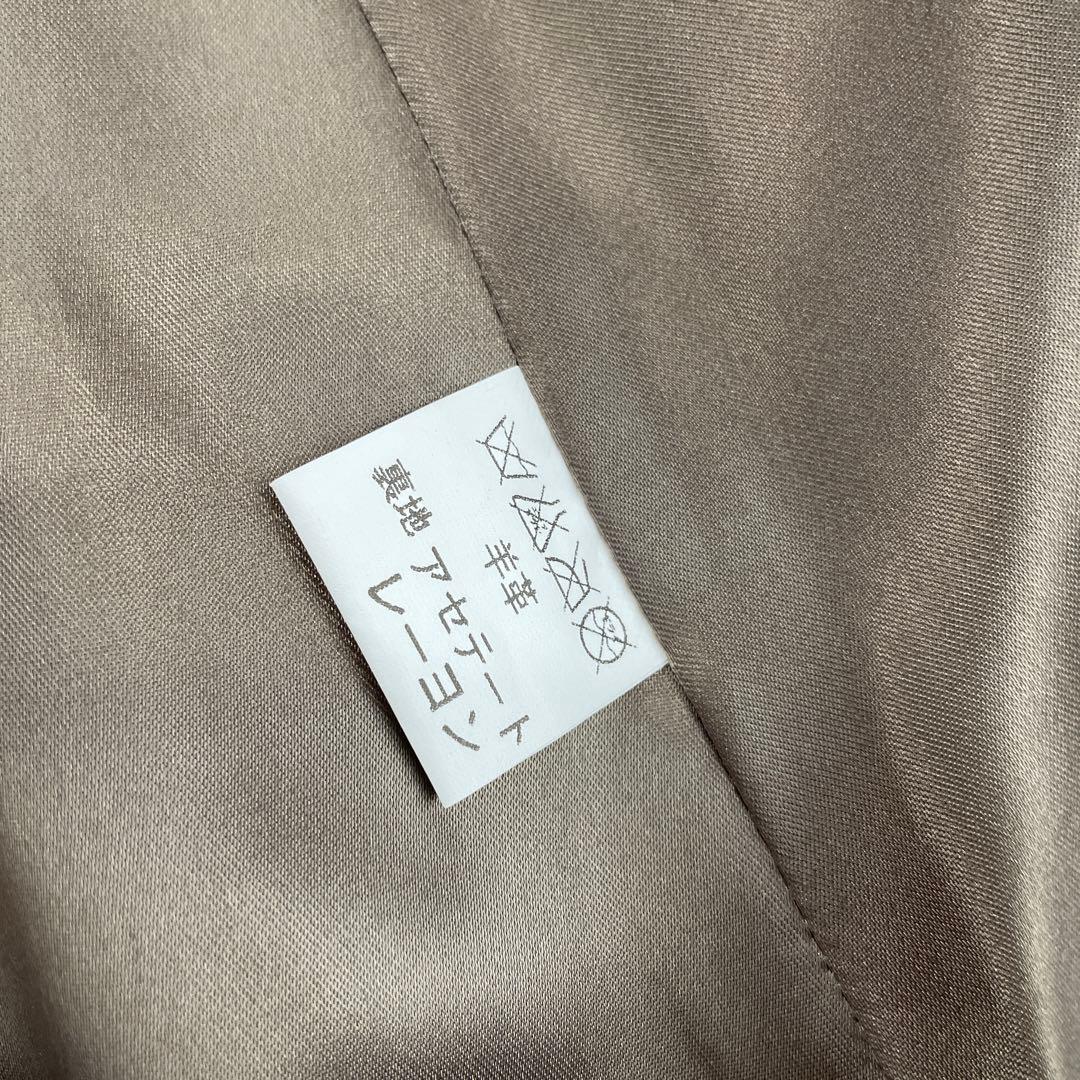 羊革
裏地 アセテート
レーヨン